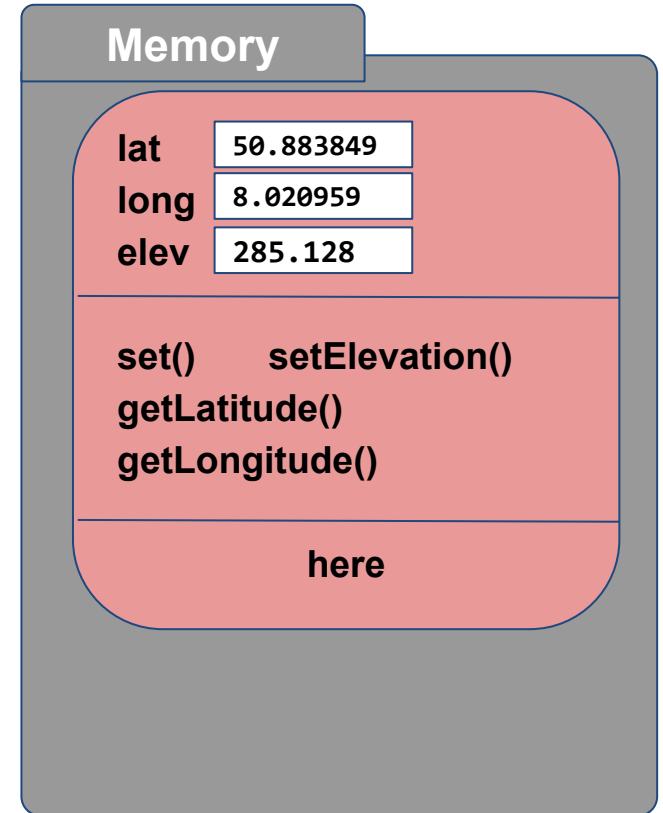 Memory
lat 50.883849
long 8.020959
elev 285.128
set() setElevation()
getLatitude()
getLongitude()
here